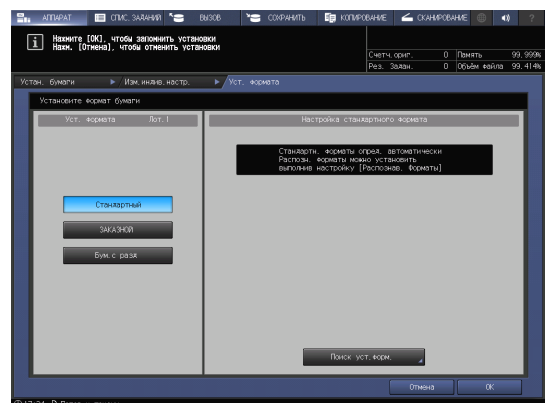 АППАРАТ
СПИС. ЗАДАНИЙ
ВЫЗОВ
СОХРАНИТЬ
КОПИРОВАНИЕ
СКАНИРОВАНИЕ
?
i
Нажмите [OK], чтобы запомнить установки
Нажм. [Отмена], чтобы отменить установки
Счетч.ориг. 0 Память 99.999%
Рез. Задан. 0 Объём файла 99.414%
Устан. бумаги
Изм.индив.настр.
Уст. формата
Установите формат бумаги
Уст. формата Лот.1
Настройка стандартного формата
Стандартн. форматы опред. автоматически
Распозн. форматы можно установить
выполнив настройку [Распознав. Форматы]
Стандартный
ЗАКАЗНОЙ
Бум.с разд
Поиск уст.форм.
Отмена
OK